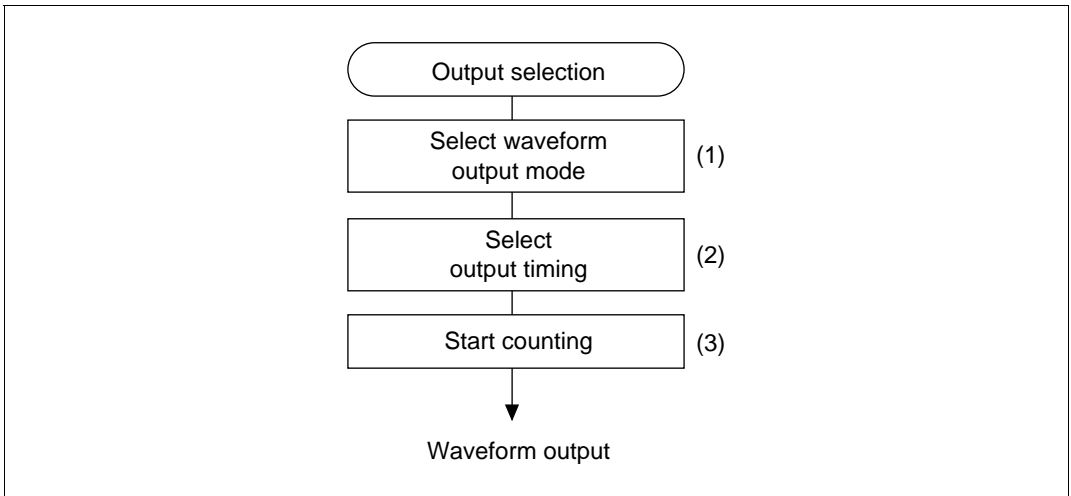 Output selection
Select waveform
output mode
(1)
Select
output timing
(2)
Start counting
(3)
Waveform output